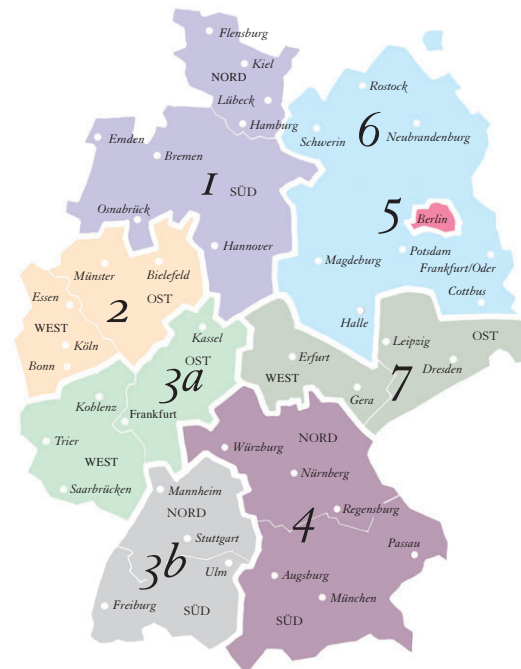 Flensburg
Kiel
NORD
Lübeck
Hamburg
Rostock
6
Schwerin
Neubrandenburg
Emden
Bremen
1
SÜD
Osnabrück
Hannover
5
Berlin
Potsdam
Magdeburg
Frankfurt/Oder
Cottbus
Halle
Münster
Bielefeld
OST
Essen
2
WEST
Köln
Bonn
Kassel
OST
3a
Koblenz
Frankfurt
Trier
WEST
Saarbrücken
Leipzig
OST
Erfurt
Dresden
WEST
7
Gera
Würzburg
NORD
Nürnberg
Regensburg
4
Passau
Augsburg
München
SÜD
Mannheim
NORD
Stuttgart
3b
Ulm
Freiburg
SÜD